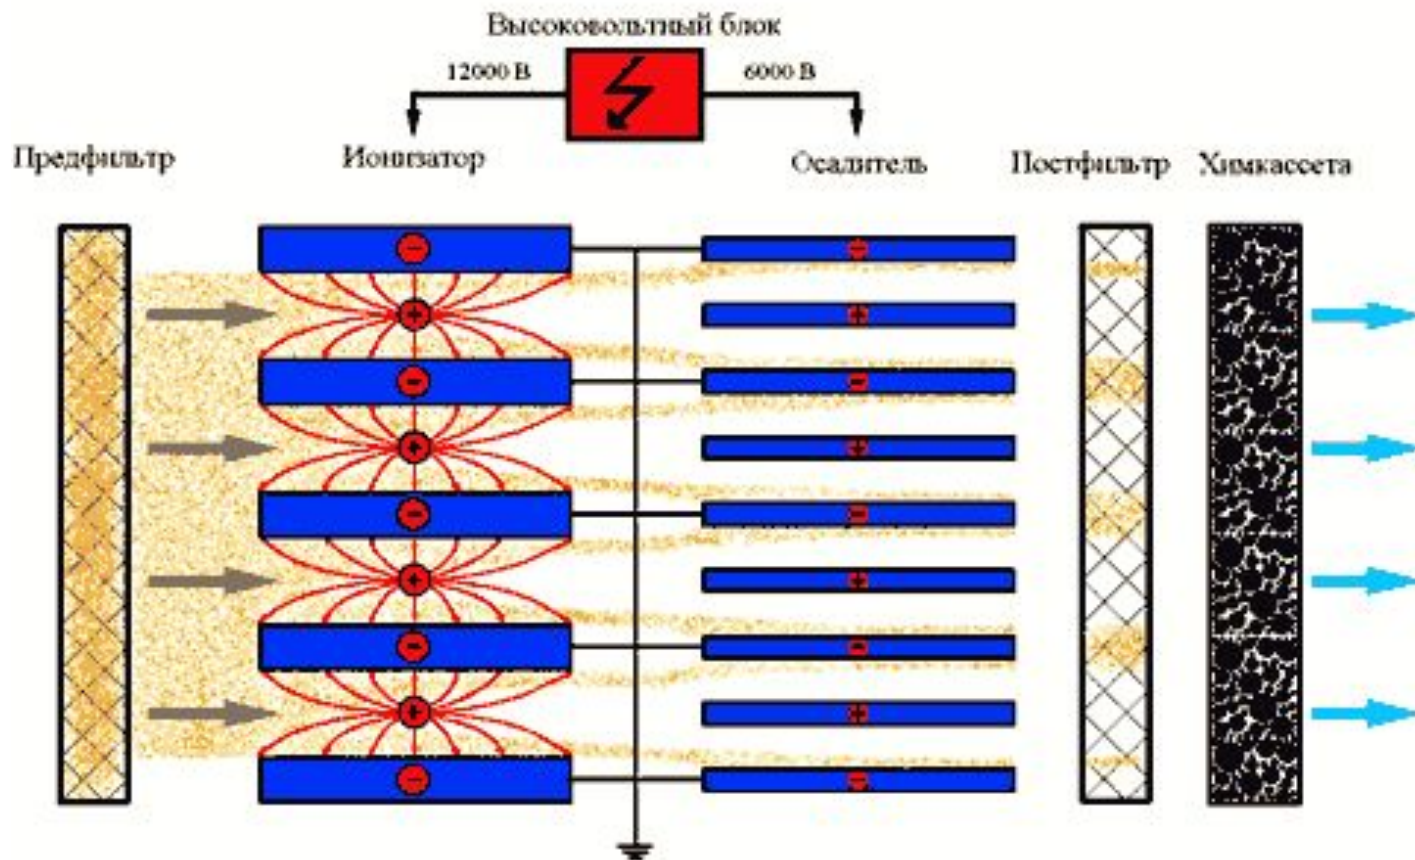 Высоковольтный блок
12000 В
6000 В
Предфильтр
Ионизатор
Осадитель
Постфильтр
Химкассета